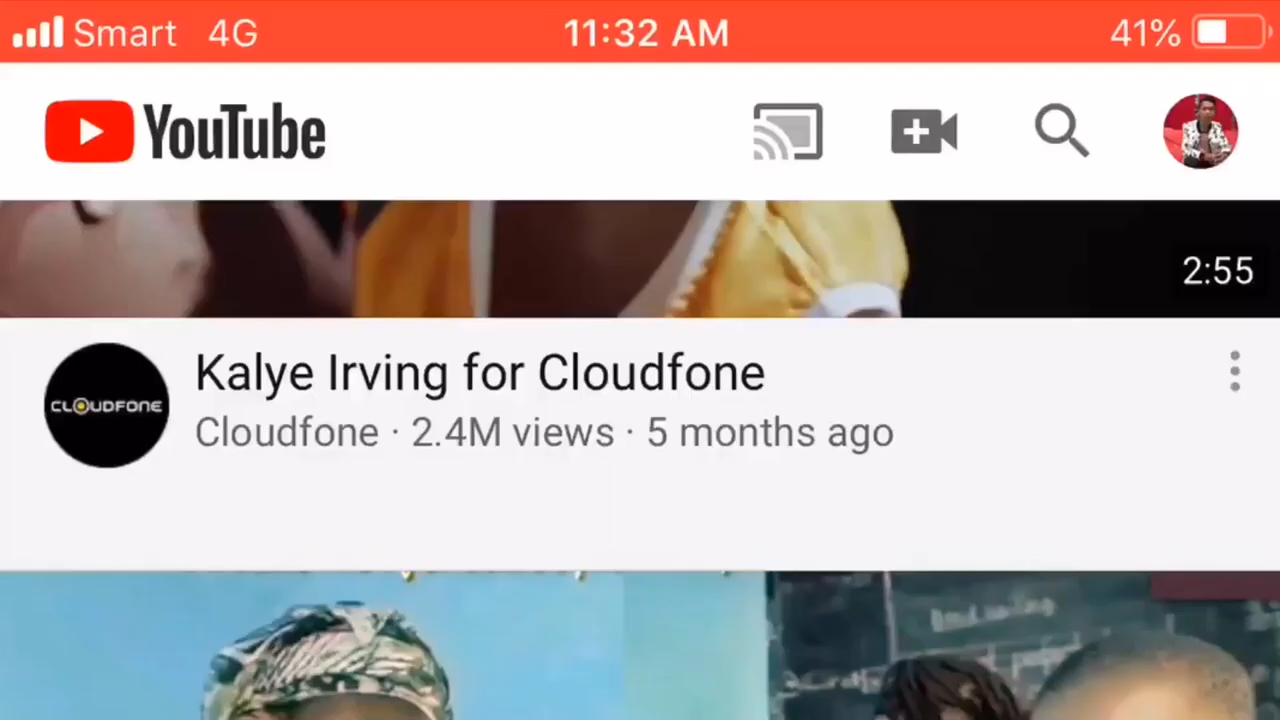 Smart 4G 11:32 AM 41%
YouTube
2:55
CLOUDFONE
Kalye Irving for Cloudfone
Cloudfone · 2.4M views · 5 months ago